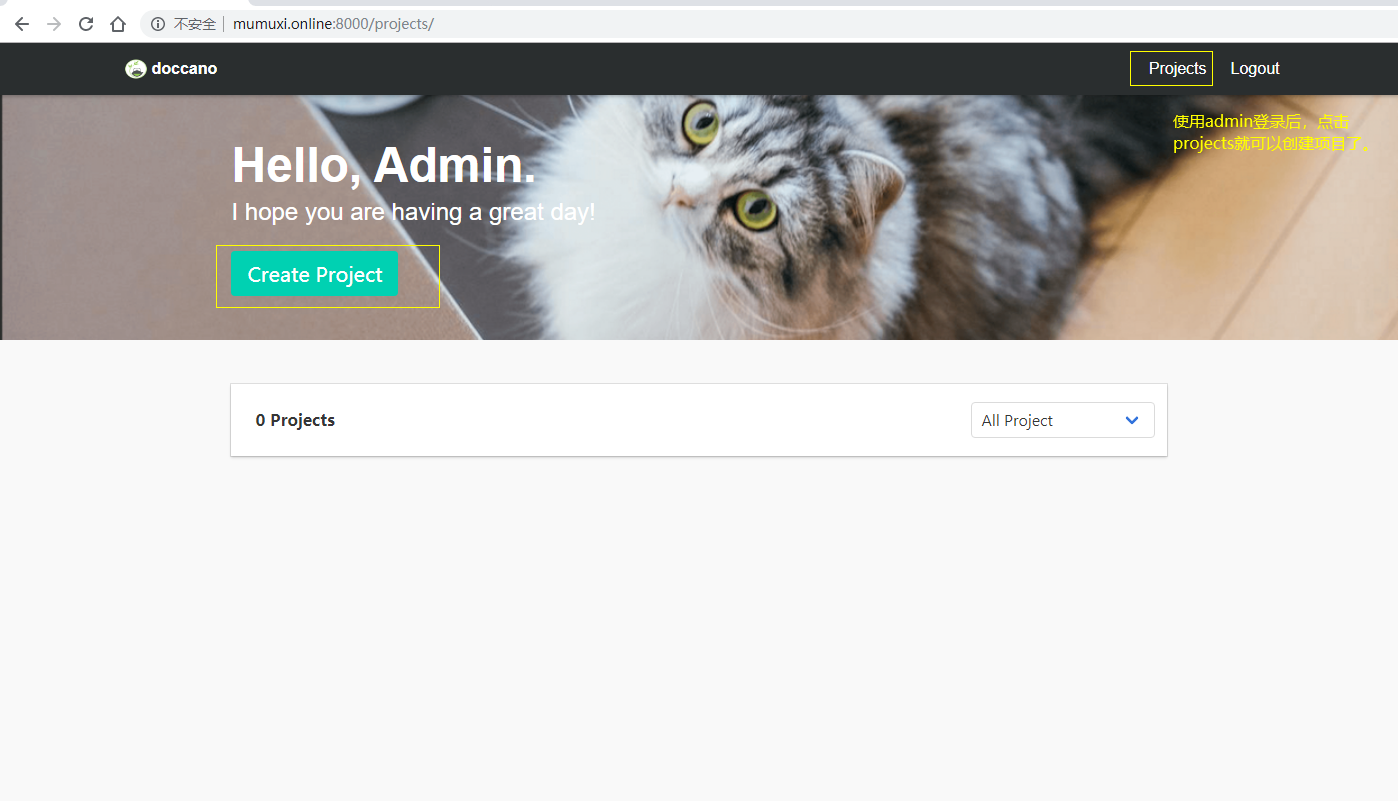 不安全 mumuxi.online:8000/projects/
doccano
Projects Logout
使用admin登录后，点击
projects就可以创建项目了。
Hello, Admin.
I hope you are having a great day!
Create Project
0 Projects
All Project